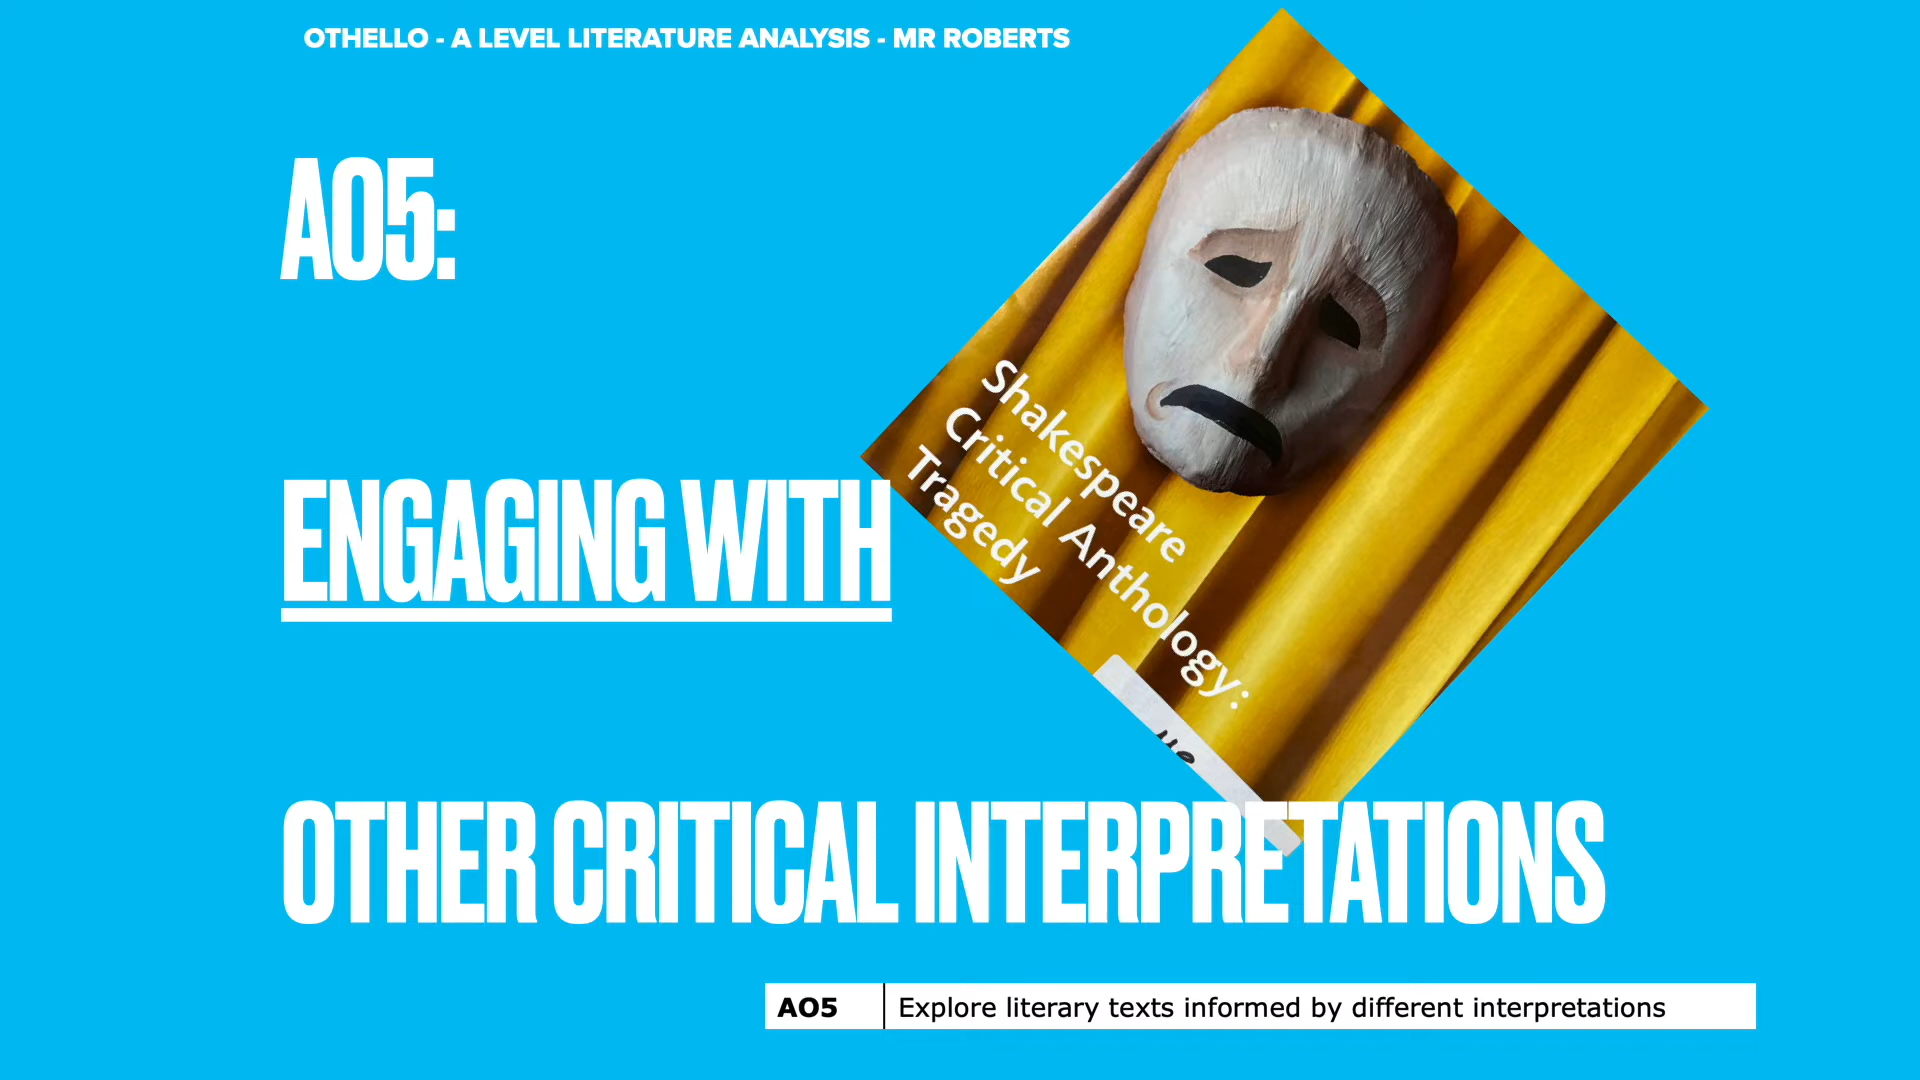 OTHELLO - A LEVEL LITERATURE ANALYSIS - MR ROBERTS
AO5:
Shakespeare
Critical Anthology:
Tragedy
ENGAGING WITH
OTHER CRITICAL INTERPRETATIONS
AO5 Explore literary texts informed by different interpretations